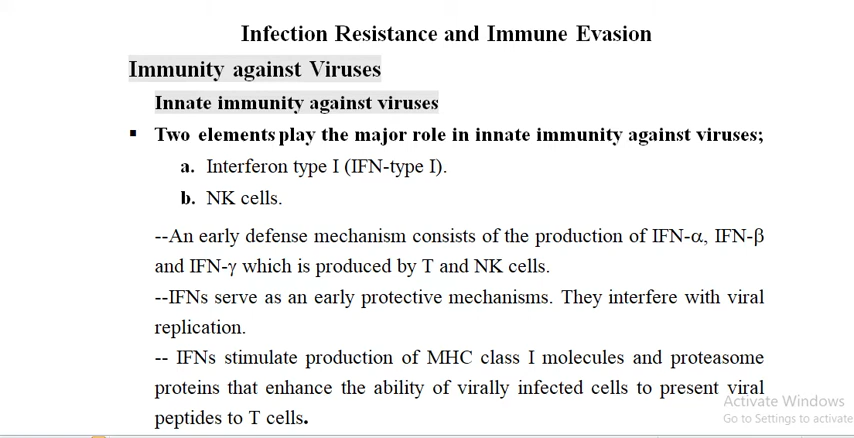 Infection Resistance and Immune Evasion
Immunity against Viruses
Innate immunity against viruses
▪ Two elements play the major role in innate immunity against viruses;
a. Interferon type I (IFN-type I).
b. NK cells.
--An early defense mechanism consists of the production of IFN-α, IFN-β
and IFN-γ which is produced by T and NK cells.
--IFNs serve as an early protective mechanisms. They interfere with viral
replication.
-- IFNs stimulate production of MHC class I molecules and proteasome
proteins that enhance the ability of virally infected cells to present viral
peptides to T cells.
Activate Windows
Go to Settings to activate